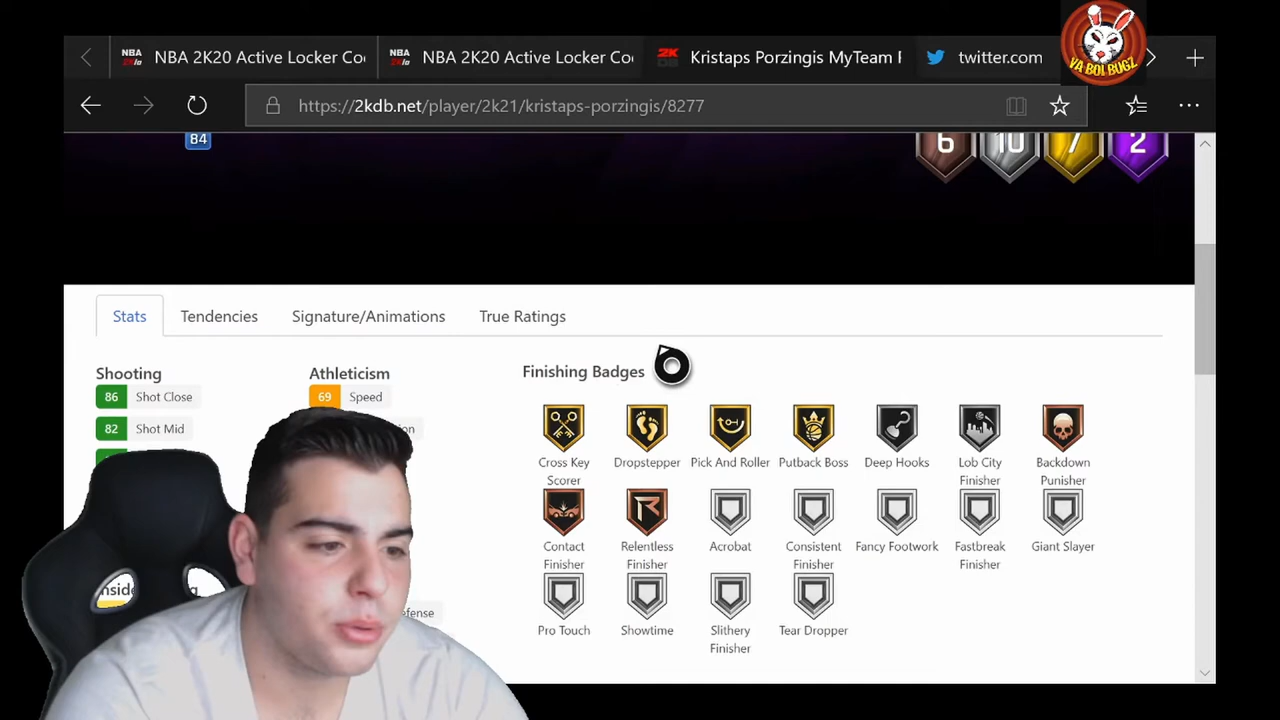 NBA 2K20 Active Locker Co
NBA 2K20 Active Locker Co
Kristaps Porzingis MyTeam
twitter.com
YA BOI BUGZ
https://2kdb.net/player/2k21/kristaps-porzingis/8277
84
6 10 7 2
Stats Tendencies Signature/Animations True Ratings
Shooting
86 Shot Close
82 Shot Mid
Athleticism
69 Speed
Finishing Badges
Cross Key Scorer
Dropstepper
Pick And Roller
Putback Boss
Deep Hooks
Lob City Finisher
Backdown Punisher
Contact Finisher
Relentless Finisher
Acrobat
Consistent Finisher
Fancy Footwork
Fastbreak Finisher
Giant Slayer
Pro Touch
Showtime
Slithery Finisher
Tear Dropper